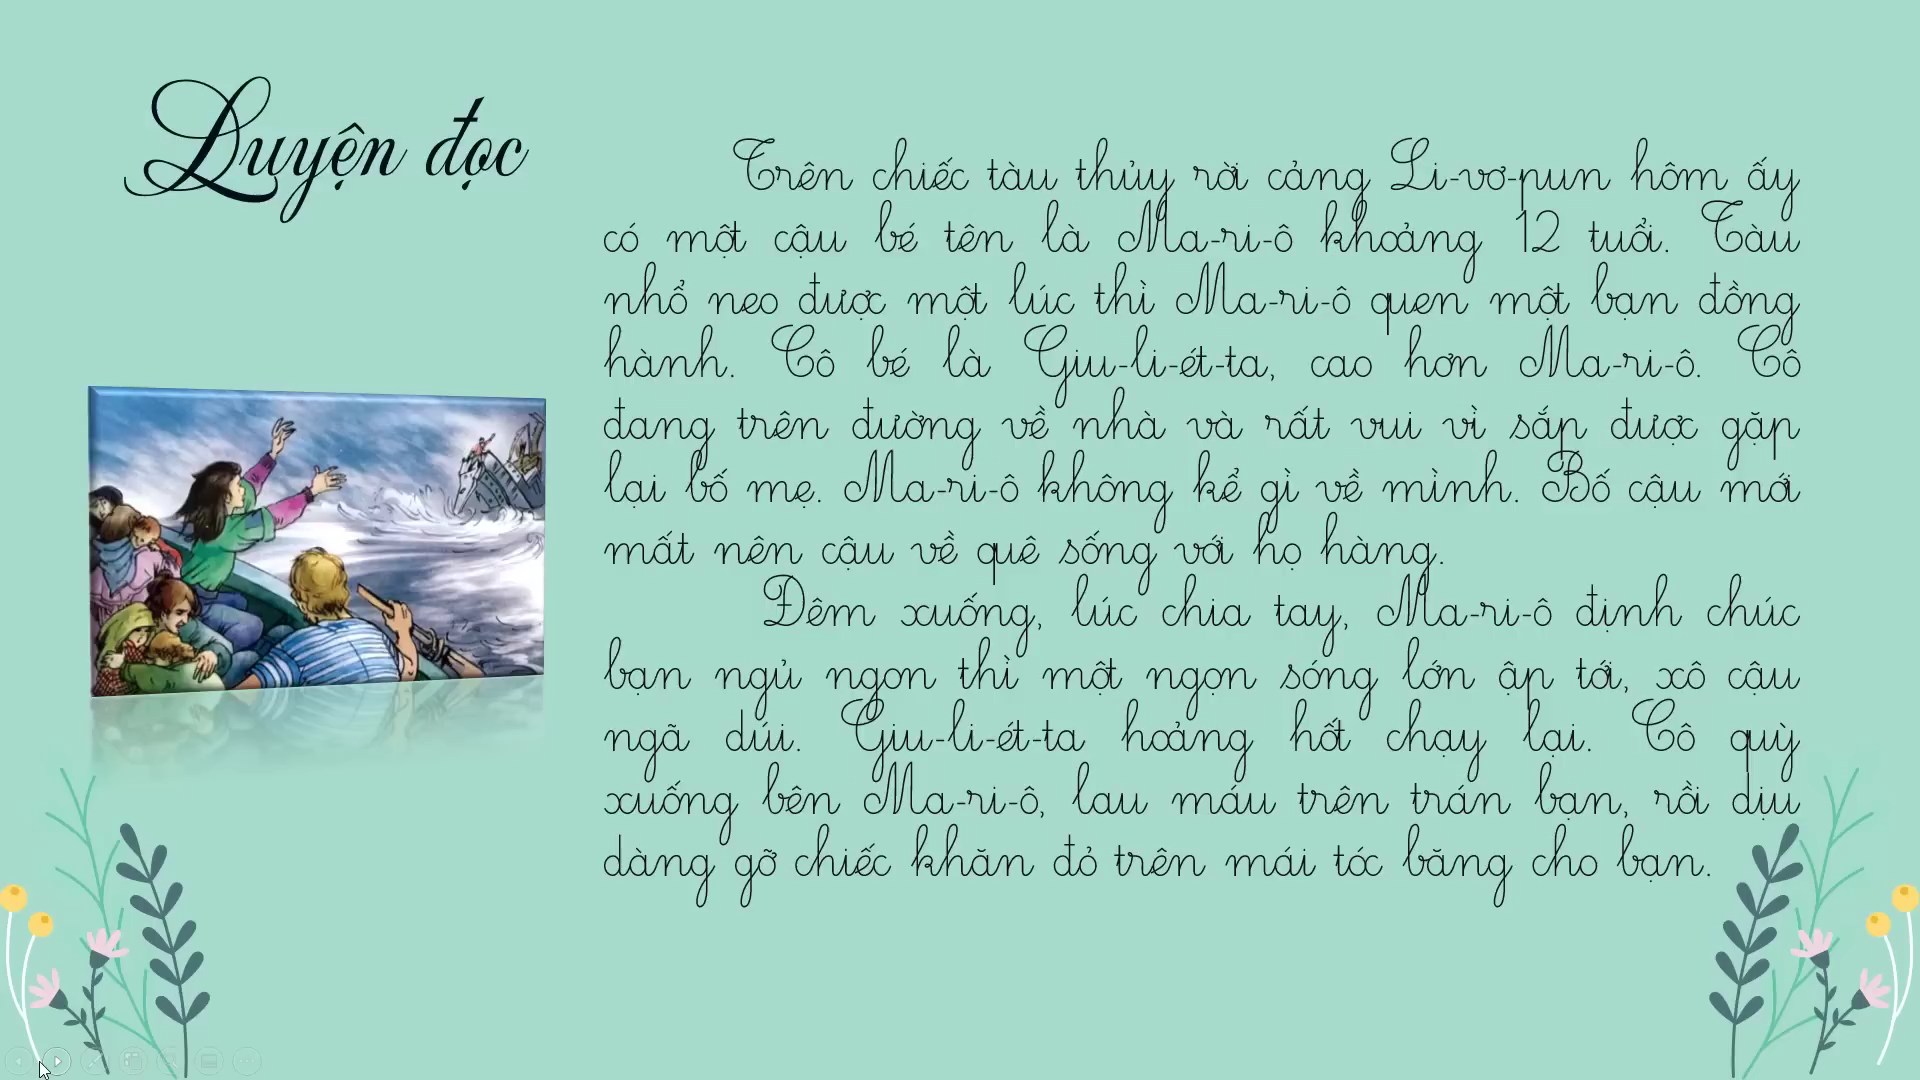 Luyện đọc
Trên chiếc tàu thủy rời cảng Li-vơ-pun hôm ấy
có một cậu bé tên là Ma-ri-ô khoảng 12 tuổi. Tàu
nhổ neo được một lúc thì Ma-ri-ô quen một bạn đồng
hành. Cô bé là Giu-li-ét-ta, cao hơn Ma-ri-ô. Cô
đang trên đường về nhà và rất vui vì sắp được gặp
lại bố mẹ. Ma-ri-ô không kể gì về mình. Bố cậu mới
mất nên cậu về quê sống với họ hàng.
Đêm xuống, lúc chia tay, Ma-ri-ô định chúc
bạn ngủ ngon thì một ngọn sóng lớn ập tới, xô cậu
ngã dúi. Giu-li-ét-ta hoảng hốt chạy lại. Cô quỳ
xuống bên Ma-ri-ô, lau máu trên trán bạn, rồi dịu
dàng gỡ chiếc khăn đỏ trên mái tóc băng cho bạn.